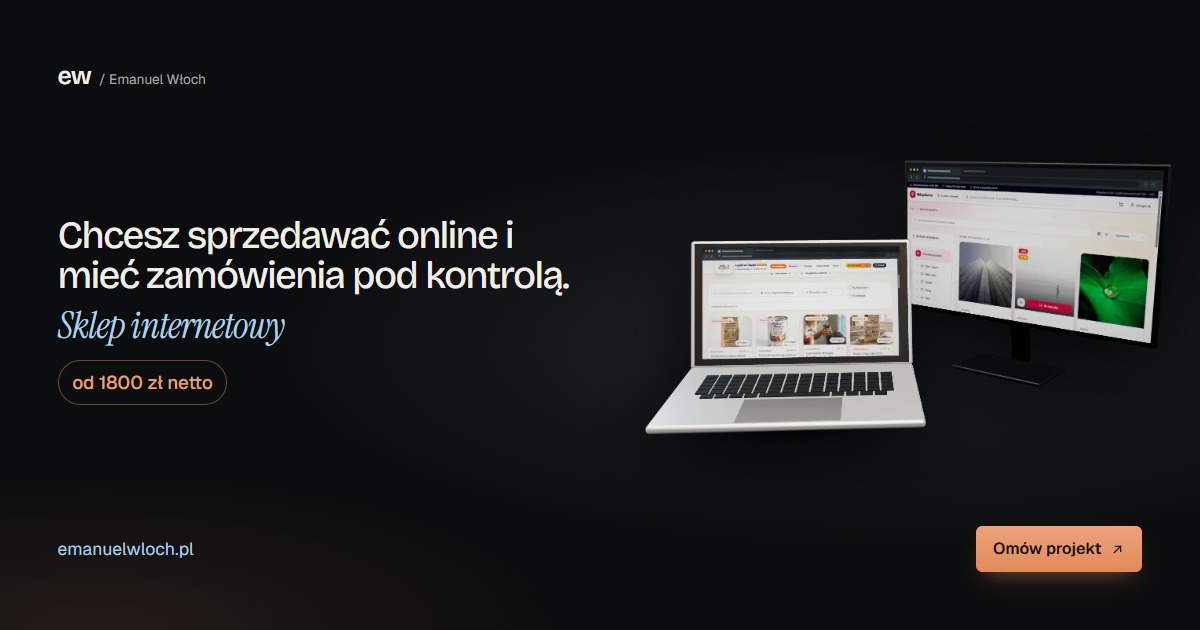 ew / Emanuel Włoch
Chcesz sprzedawać online i
mieć zamówienia pod kontrolą.
Sklep internetowy
od 1800 zł netto
emanuelwloch.pl
Omów projekt